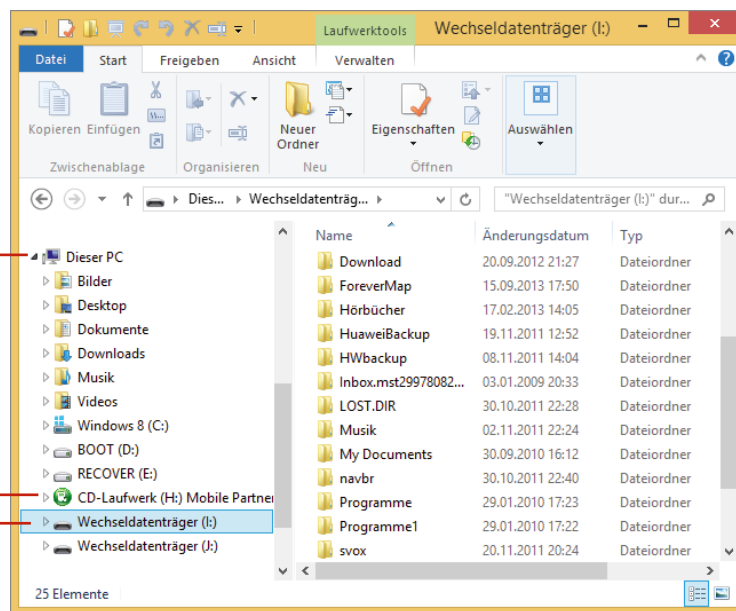 Laufwerktools Wechseldatenträger (I:)
Datei Start Freigeben Ansicht Verwalten
Kopieren Einfügen Neuer Ordner Eigenschaften Auswählen
Zwischenablage Organisieren Neu Öffnen
Dies... Wechseldatenträg... "Wechseldatenträger (I:)" dur...
Name Änderungsdatum Typ
Dieser PC
Bilder
Desktop
Dokumente
Downloads
Musik
Videos
Windows 8 (C:)
BOOT (D:)
RECOVER (E:)
CD-Laufwerk (H:) Mobile Partner
Wechseldatenträger (I:)
Wechseldatenträger (J:)
Download 20.09.2012 21:27 Dateiordner
ForeverMap 15.09.2013 17:50 Dateiordner
Hörbücher 17.02.2013 14:05 Dateiordner
HuaweiBackup 19.11.2011 12:52 Dateiordner
HWbackup 08.11.2011 14:04 Dateiordner
Inbox.mst29978082... 03.01.2009 20:33 Dateiordner
LOST.DIR 30.10.2011 22:28 Dateiordner
Musik 02.11.2011 22:24 Dateiordner
My Documents 30.09.2010 16:12 Dateiordner
navbr 30.10.2011 22:40 Dateiordner
Programme 29.01.2010 17:23 Dateiordner
Programme1 29.01.2010 17:22 Dateiordner
svox 20.11.2011 20:24 Dateiordner
25 Elemente